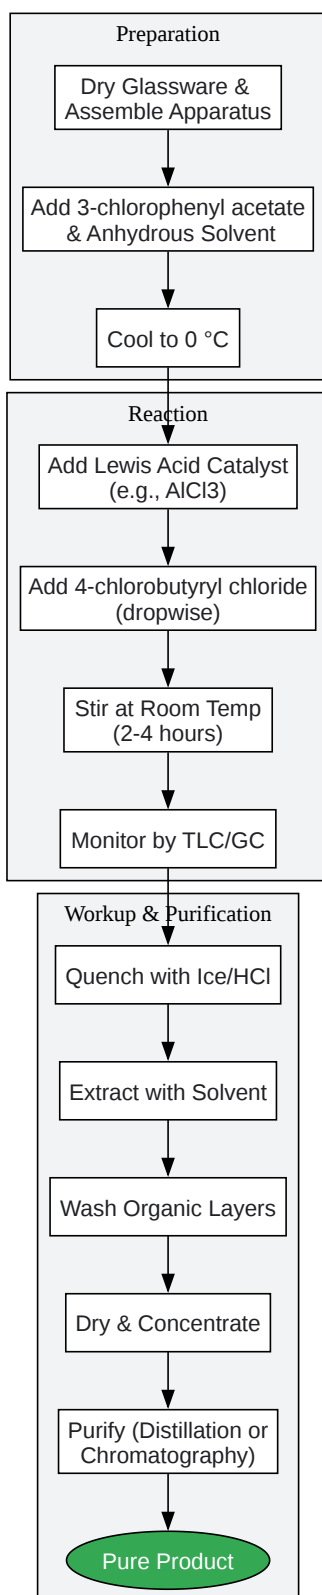 Preparation
Dry Glassware &
Assemble Apparatus
Add 3-chlorophenyl acetate
& Anhydrous Solvent
Cool to 0 °C
Reaction
Add Lewis Acid Catalyst
(e.g., AlCl3)
Add 4-chlorobutyryl chloride
(dropwise)
Stir at Room Temp
(2-4 hours)
Monitor by TLC/GC
Workup & Purification
Quench with Ice/HCl
Extract with Solvent
Wash Organic Layers
Dry & Concentrate
Purify (Distillation or
Chromatography)
Pure Product